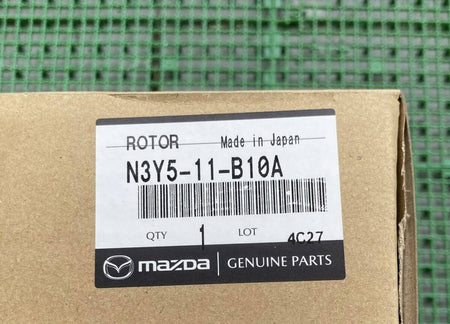 ROTOR Made in Japan
N3Y5-11-B10A
QTY 1 LOT 4C27
mazda GENUINE PARTS